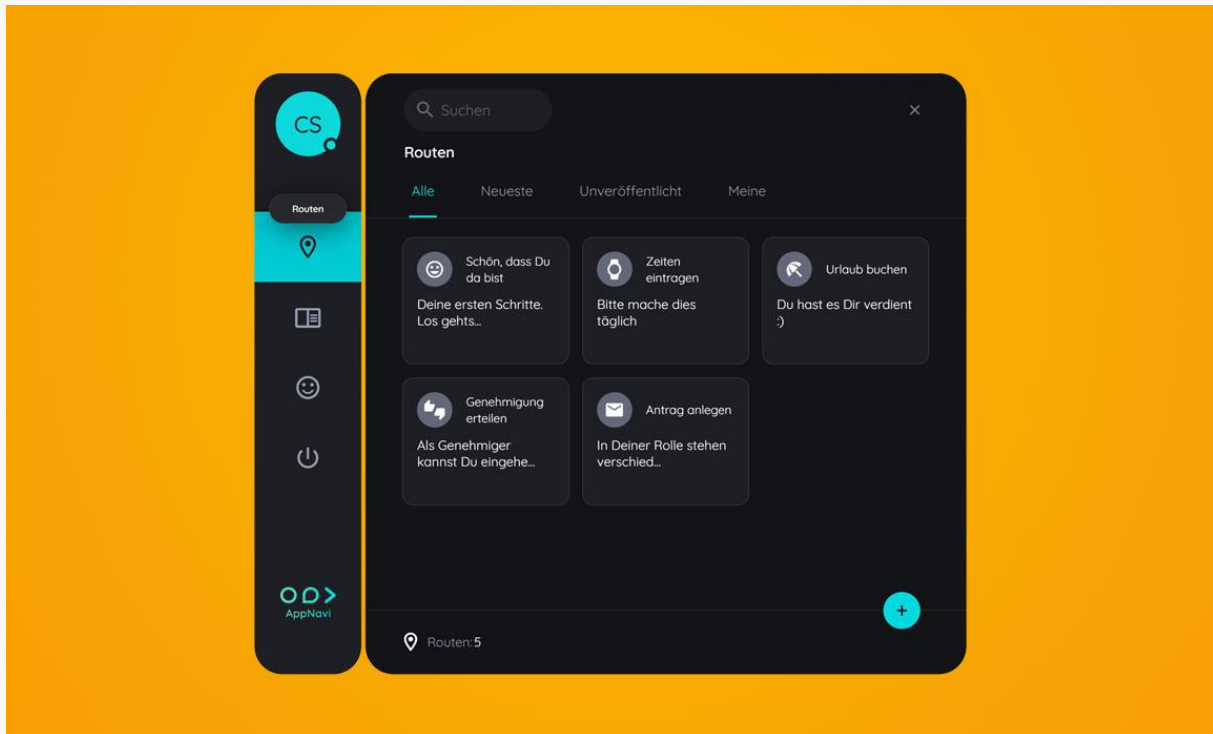 CS
Routen
AppNavi
Suchen
Routen
Alle
Neueste
Unveröffentlicht
Meine
Schön, dass Du
da bist
Deine ersten Schritte.
Los gehts...
Zeiten
eintragen
Bitte mache dies
täglich
Urlaub buchen
Du hast es Dir verdient
:)
Genehmigung
erteilen
Als Genehmiger
kannst Du eingehe...
Antrag anlegen
In Deiner Rolle stehen
verschied...
Routen: 5